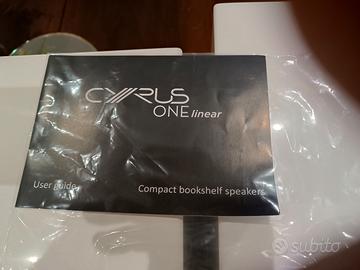 CYRUS
ONE linear
User guide
Compact bookshelf speakers
subito